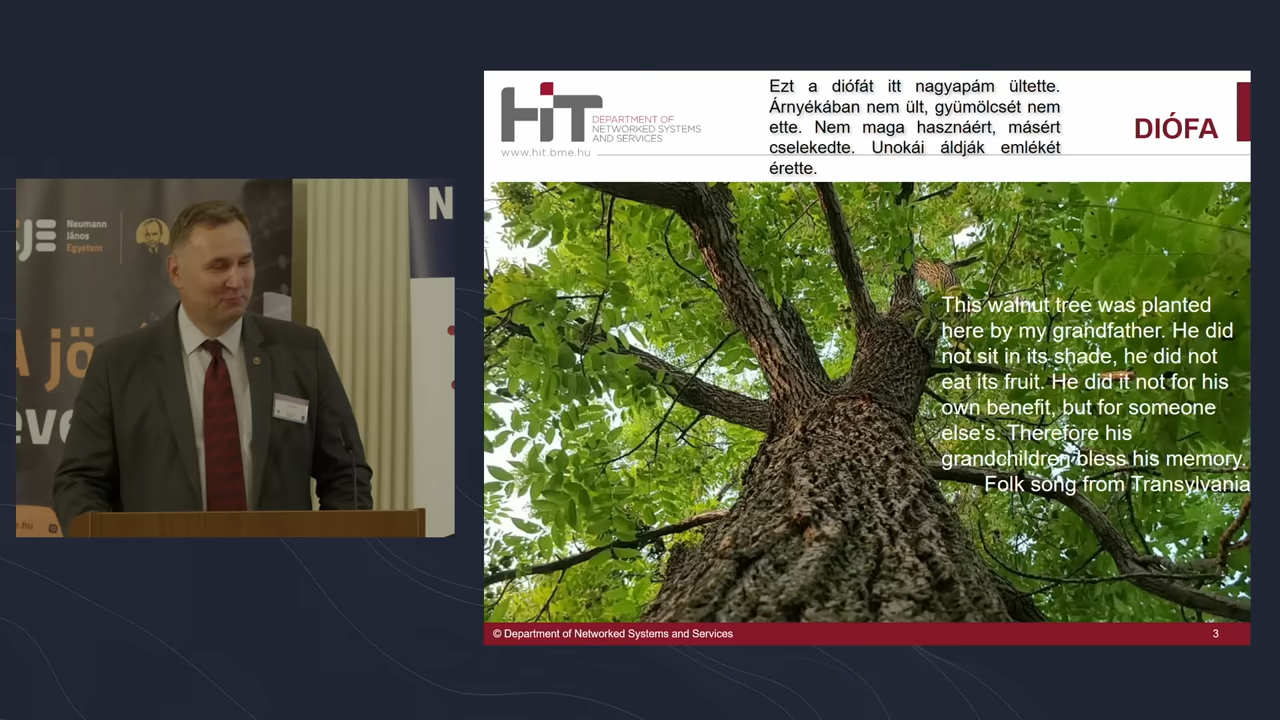 Neumann
János
Egyetem
N
A jö
eve
HIT
DEPARTMENT OF
NETWORKED SYSTEMS
AND SERVICES
www.hit.bme.hu
Ezt a diófát itt nagyapám ültette.
Árnyékában nem ült, gyümölcsét nem
ette. Nem maga hasznáért, másért
cselekedte. Unokái áldják emlékét
érette.
DIÓFA
This walnut tree was planted
here by my grandfather. He did
not sit in its shade, he did not
eat its fruit. He did it not for his
own benefit, but for someone
else's. Therefore his
grandchildren bless his memory.
Folk song from Transylvania
© Department of Networked Systems and Services
3